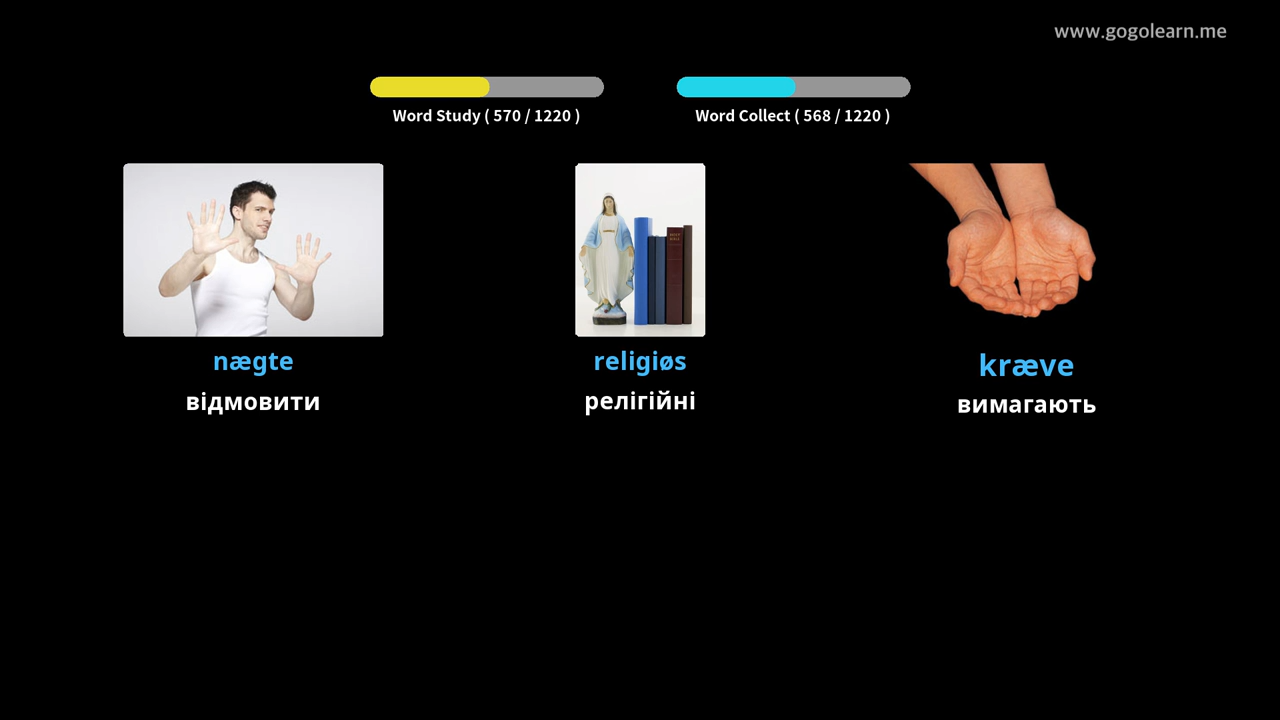 www.gogolearn.me
Word Study ( 570 / 1220 )
Word Collect ( 568 / 1220 )
nægte
religiøs
kræve
відмовити
релігійні
вимагають